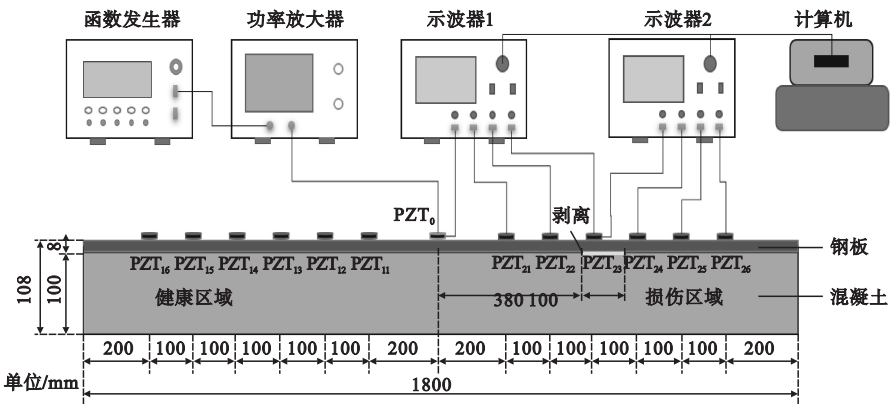 函数发生器 功率放大器 示波器1 示波器2 计算机
PZT₀ 剥离
8 钢板
PZT₁₆ PZT₁₅ PZT₁₄ PZT₁₃ PZT₁₂ PZT₁₁ PZT₂₁ PZT₂₂ PZT₂₃ PZT₂₄ PZT₂₅ PZT₂₆
108 100 健康区域 380 100 损伤区域 混凝土
200 100 100 100 100 100 200 200 100 100 100 100 100 200
单位/mm 1800